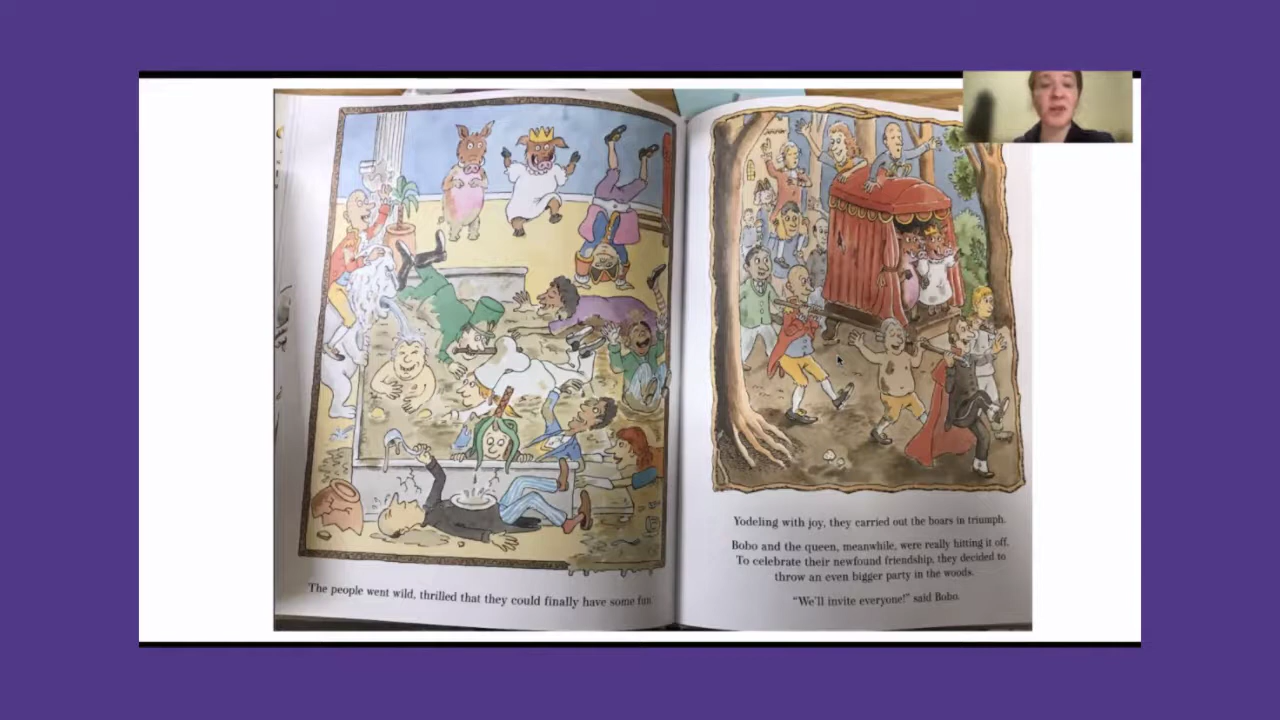 The people went wild, thrilled that they could finally have some fun.
Yodeling with joy, they carried out the boars in triumph.
Bobo and the queen, meanwhile, were really hitting it off.
To celebrate their newfound friendship, they decided to
throw an even bigger party in the woods.
“We’ll invite everyone!” said Bobo.